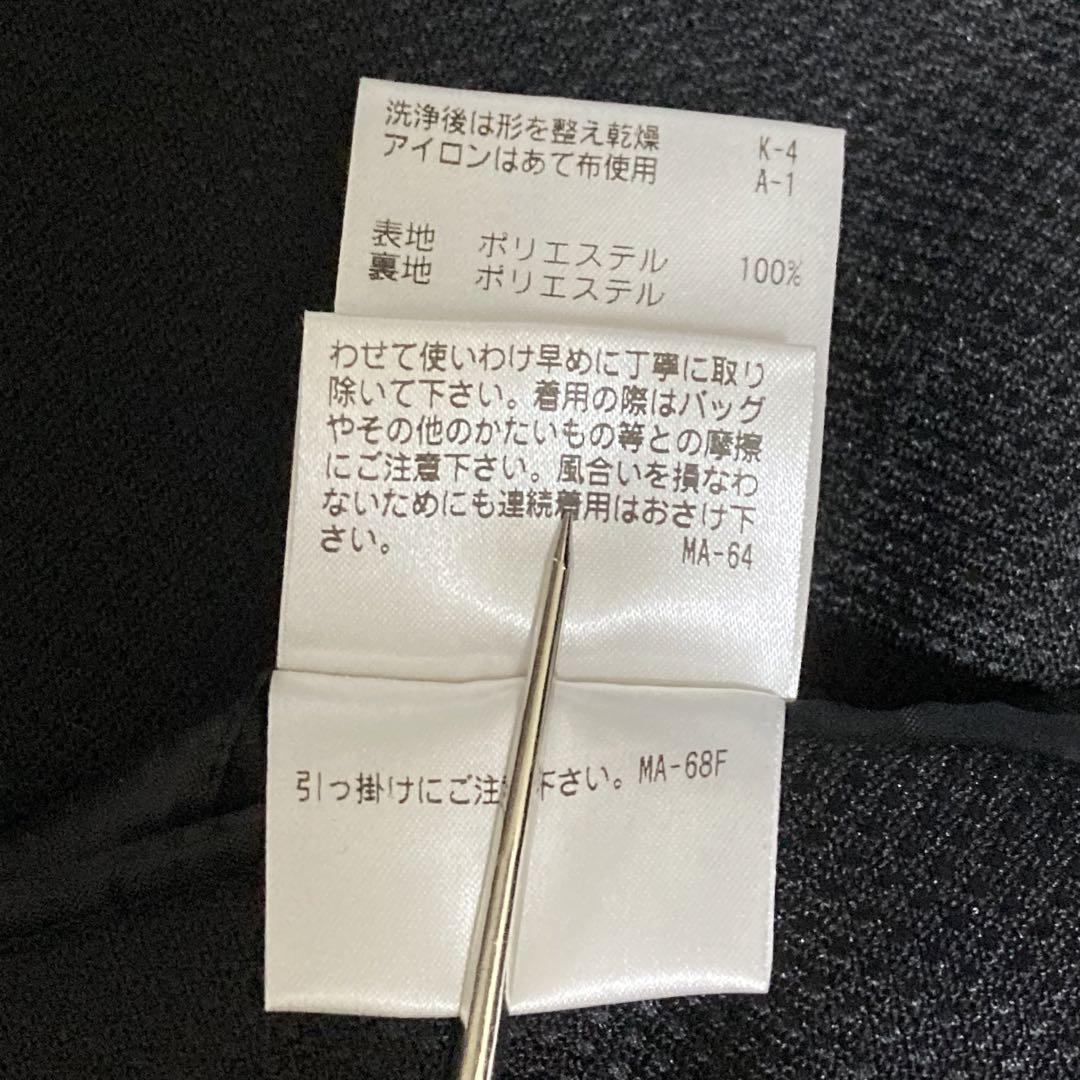 洗浄後は形を整え乾燥 K-4
アイロンはあて布使用 A-1
表地 ポリエステル 100%
裏地 ポリエステル
わせて使いわけ早めに丁寧に取り
除いて下さい。着用の際はバッグ
やその他のかたいもの等との摩擦
にご注意下さい。風合いを損なわ
ないためにも連続着用はおさけ下
さい。 MA-64
引っ掛けにご注 下さい。MA-68F